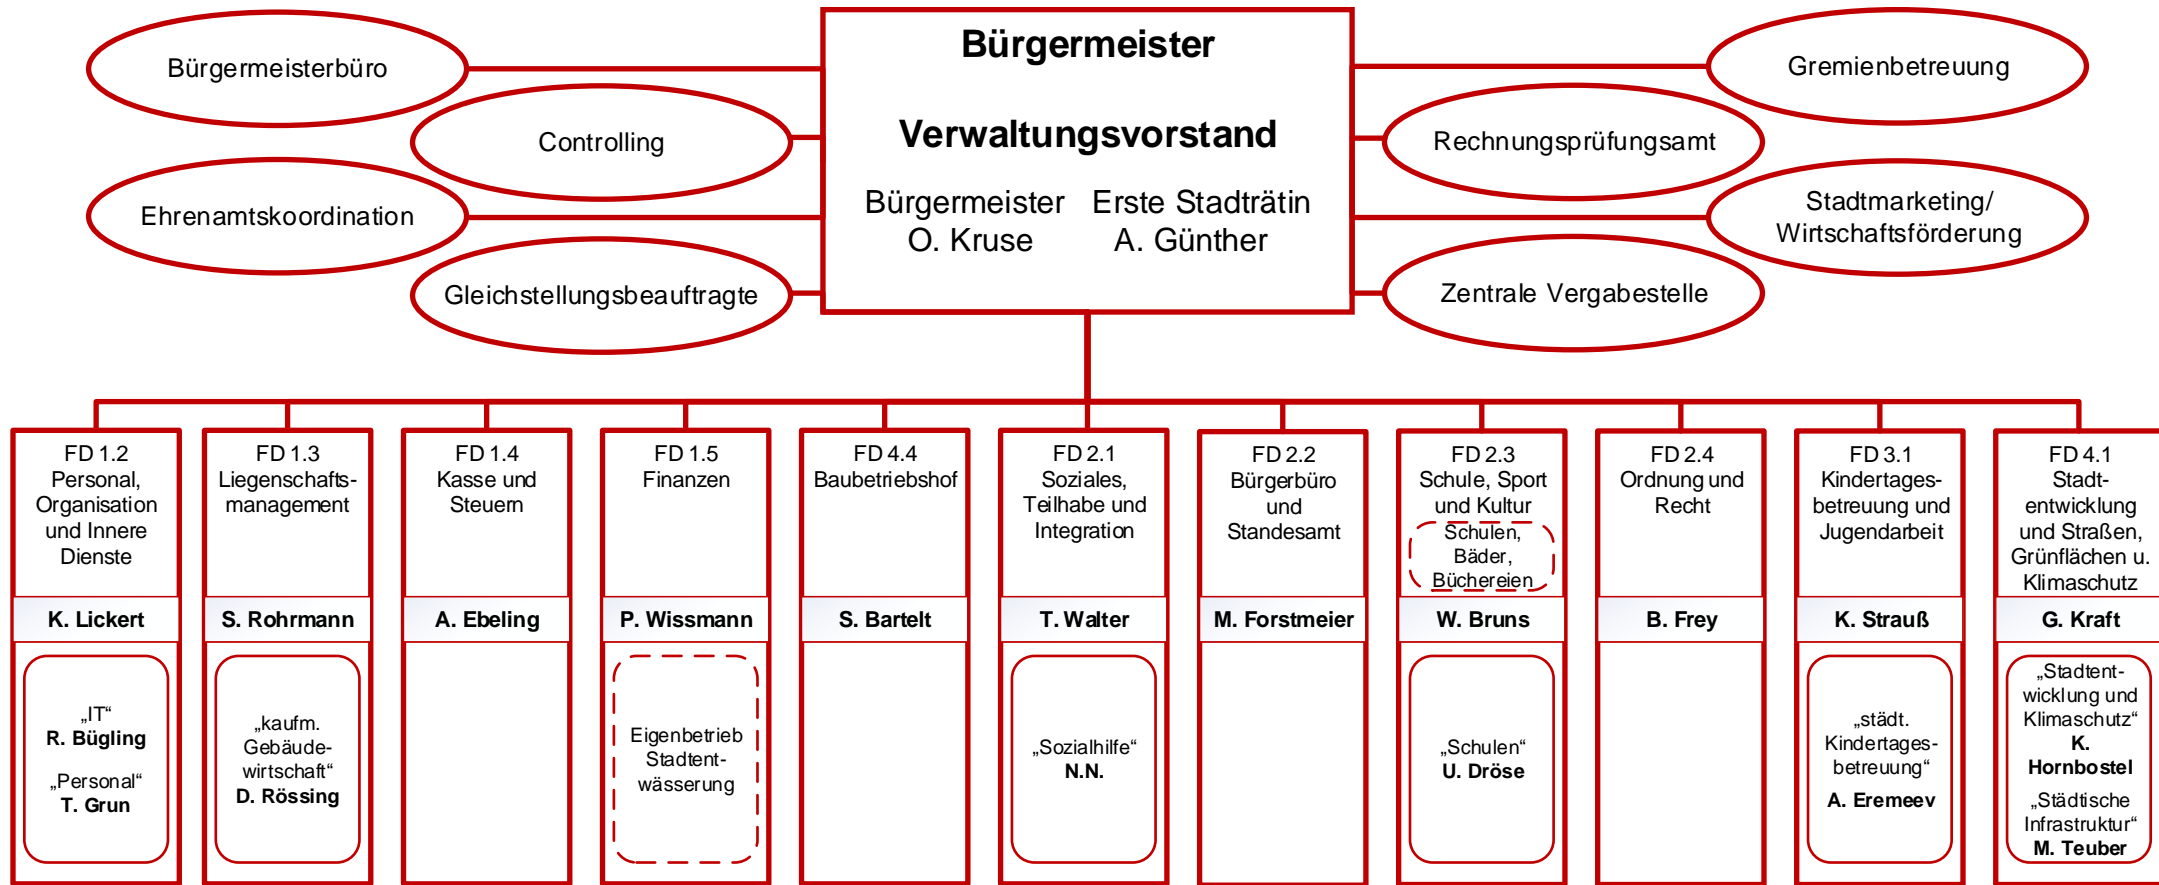 Bürgermeister
Verwaltungsvorstand
Bürgermeister
O. Kruse
Erste Stadträtin
A. Günther
Bürgermeisterbüro
Controlling
Ehrenamtskoordination
Gleichstellungsbeauftragte
Gremienbetreuung
Rechnungsprüfungsamt
Stadtmarketing/
Wirtschaftsförderung
Zentrale Vergabestelle
FD 1.2
Personal,
Organisation
und Innere
Dienste
K. Lickert
„IT“
R. Bügling
„Personal“
T. Grun
FD 1.3
Liegenschafts-
management
S. Rohrmann
„kaufm.
Gebäude-
wirtschaft“
D. Rössing
FD 1.4
Kasse und
Steuern
A. Ebeling
FD 1.5
Finanzen
P. Wissmann
Eigenbetrieb
Stadtent-
wässerung
FD 4.4
Baubetriebshof
S. Bartelt
FD 2.1
Soziales,
Teilhabe und
Integration
T. Walter
„Sozialhilfe“
N.N.
FD 2.2
Bürgerbüro
und
Standesamt
M. Forstmeier
FD 2.3
Schule, Sport
und Kultur
Schulen,
Bäder,
Büchereien
W. Bruns
„Schulen“
U. Dröse
FD 2.4
Ordnung und
Recht
B. Frey
FD 3.1
Kindertages-
betreuung und
Jugendarbeit
K. Strauß
„städt.
Kindertages-
betreuung“
A. Eremeev
FD 4.1
Stadt-
entwicklung
und Straßen,
Grünflächen u.
Klimaschutz
G. Kraft
„Stadtent-
wicklung und
Klimaschutz“
K.
Hornbostel
„Städtische
Infrastruktur“
M. Teuber